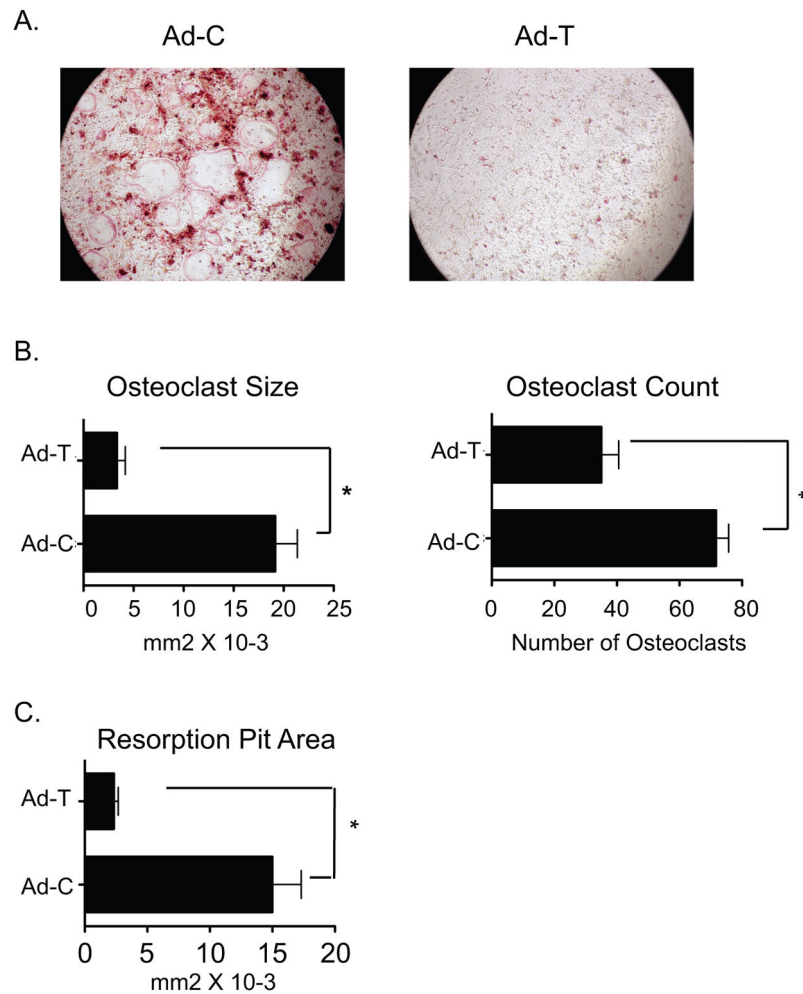 A.
Ad-C Ad-T
B.
Osteoclast Size
Ad-T
Ad-C
*
0 5 10 15 20 25
mm2 X 10-3
Osteoclast Count
Ad-T
Ad-C
*
0 20 40 60 80
Number of Osteoclasts
C.
Resorption Pit Area
Ad-T
Ad-C
*
0 5 10 15 20
mm2 X 10-3